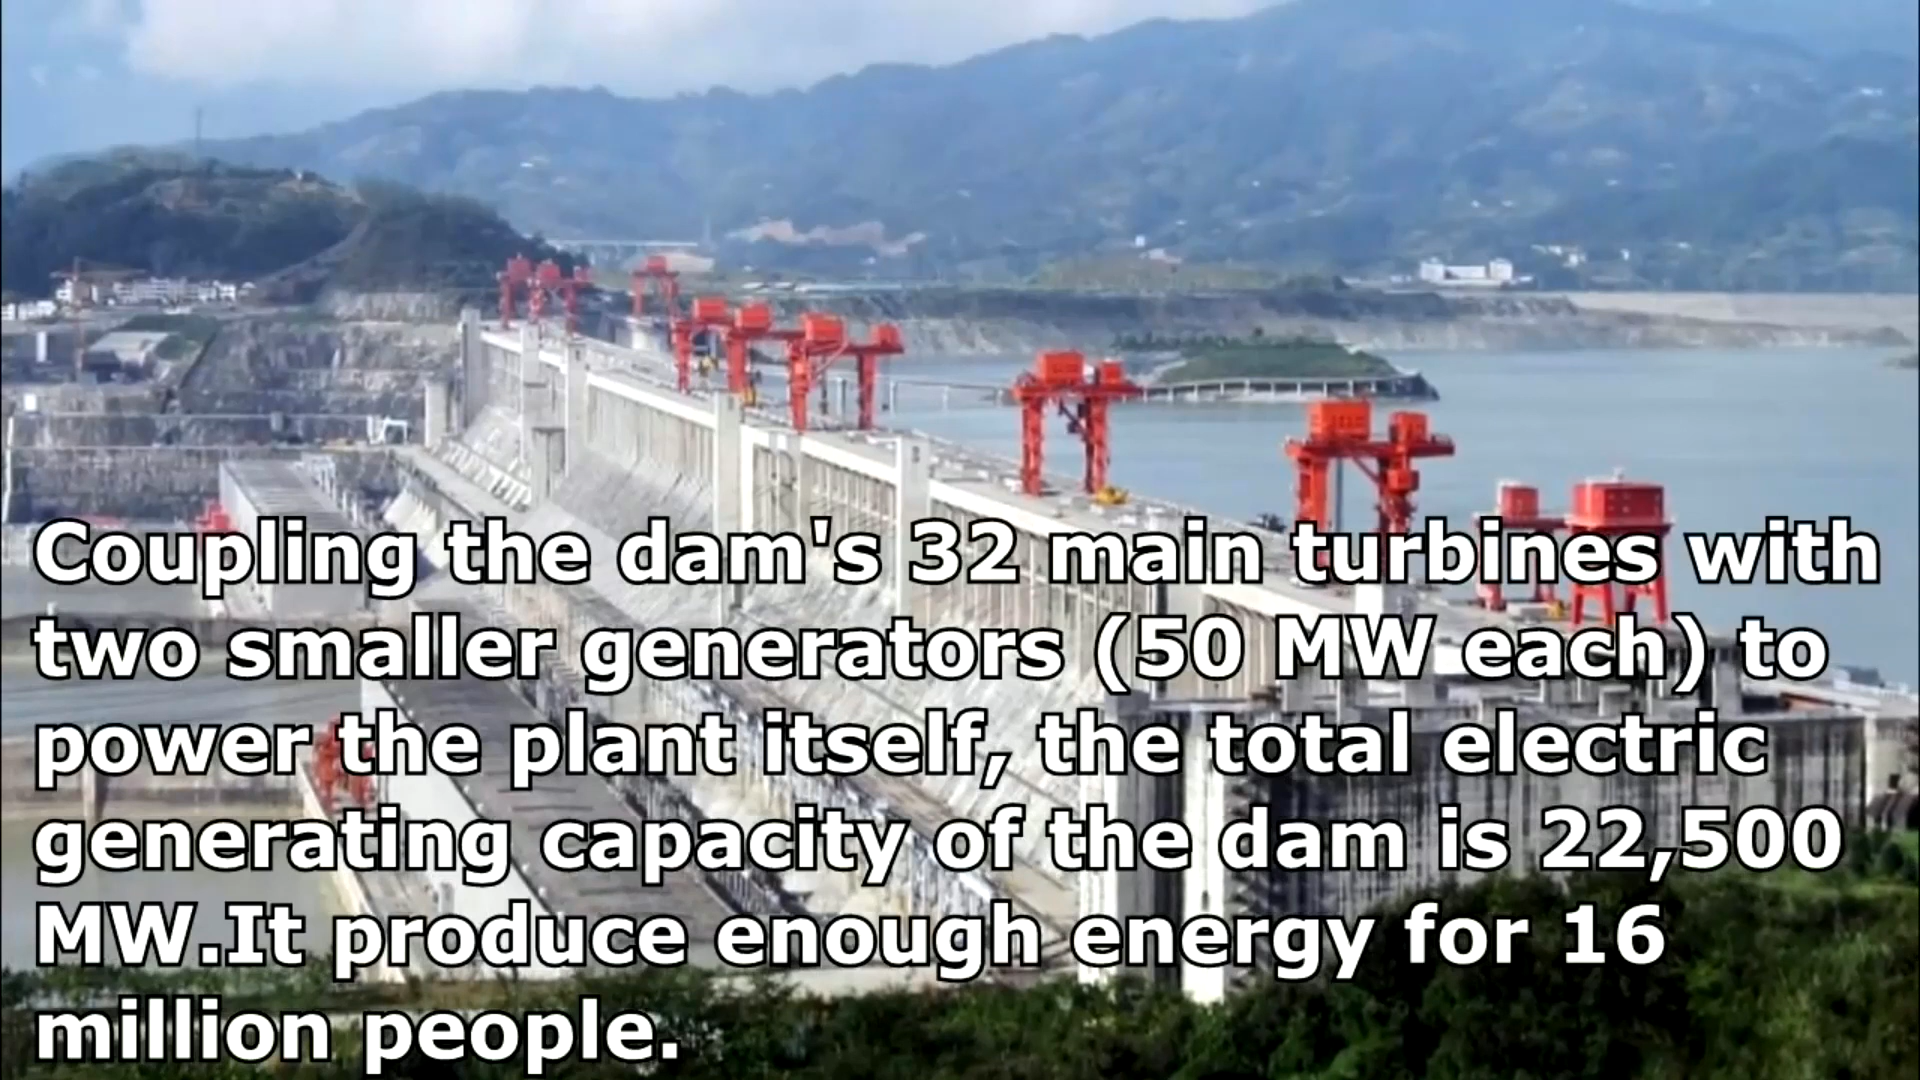 Coupling the dam's 32 main turbines with
two smaller generators (50 MW each) to
power the plant itself, the total electric
generating capacity of the dam is 22,500
MW.It produce enough energy for 16
million people.